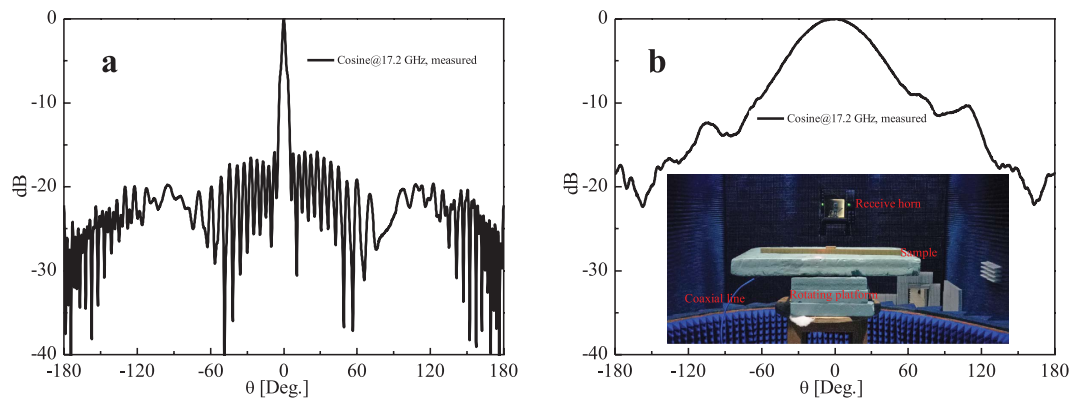 a
Cosine@17.2 GHz, measured
dB
0
-10
-20
-30
-40
-180
-120
-60
0
60
120
180
θ [Deg.]
b
Cosine@17.2 GHz, measured
dB
0
-10
-20
-30
-40
Receive horn
Sample
Coaxial line
Rotating platform
-180
-120
-60
0
60
120
180
θ [Deg.]